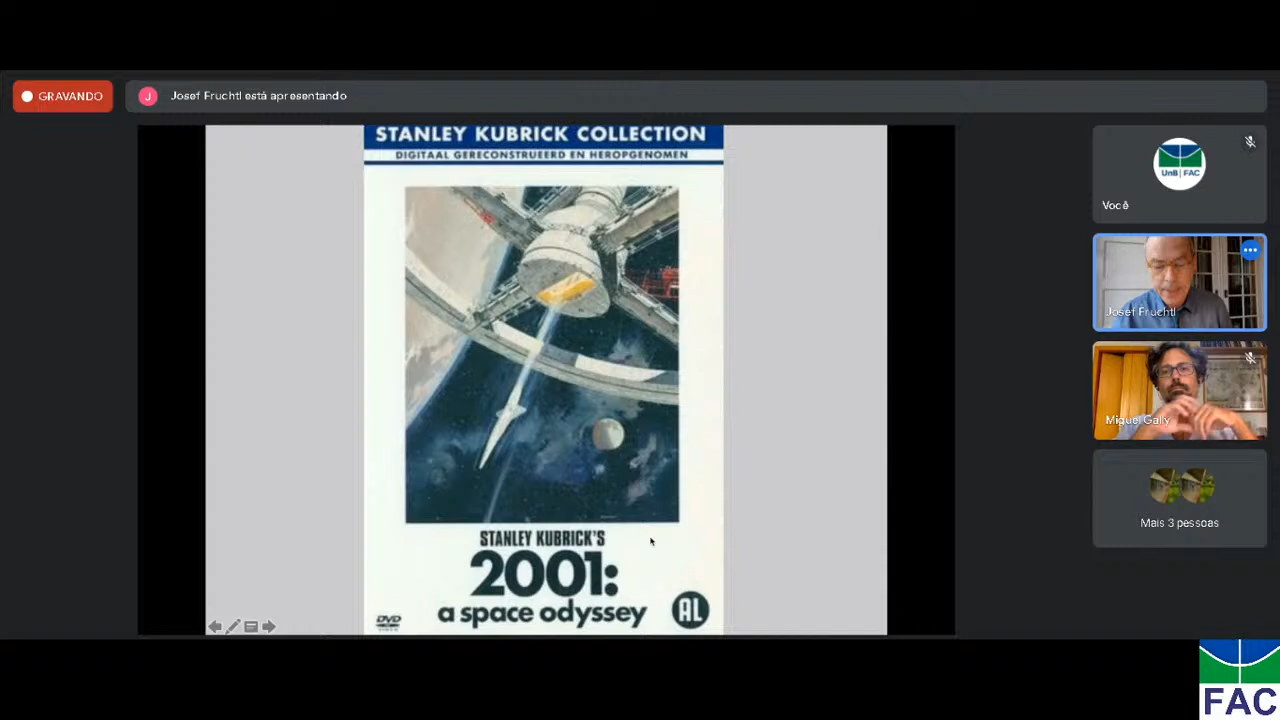 GRAVANDO
J
Josef Fruchtl está apresentando
STANLEY KUBRICK COLLECTION
DIGITAAL GERECONSTRUEERD EN HEROPGENOMEN
STANLEY KUBRICK'S
2001:
a space odyssey
DVD
AL
UnB | FAC
Você
Josef Fruchtl
Miguel Gally
Mais 3 pessoas
FAC